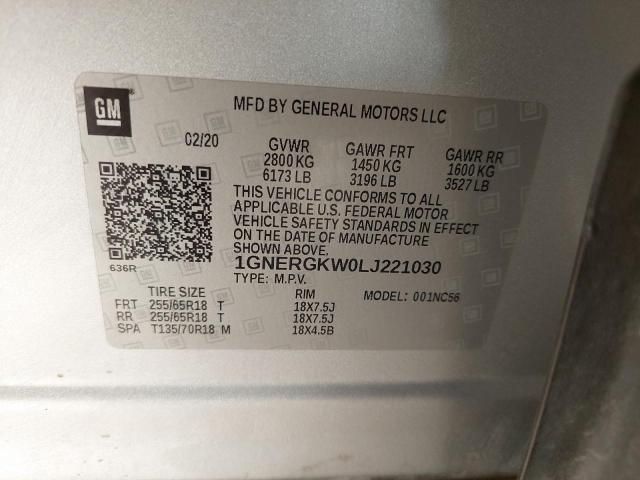 GM
MFD BY GENERAL MOTORS LLC
02/20 GVWR GAWR FRT GAWR RR
2800 KG 1450 KG 1600 KG
6173 LB 3196 LB 3527 LB
THIS VEHICLE CONFORMS TO ALL
APPLICABLE U.S. FEDERAL MOTOR
VEHICLE SAFETY STANDARDS IN EFFECT
ON THE DATE OF MANUFACTURE
SHOWN ABOVE.
636R 1GNERGKW0LJ221030
TYPE: M.P.V. MODEL: 001NC56
TIRE SIZE RIM
FRT 255/65R18 T 18X7.5J
RR 255/65R18 T 18X7.5J
SPA T135/70R18 M 18X4.5B